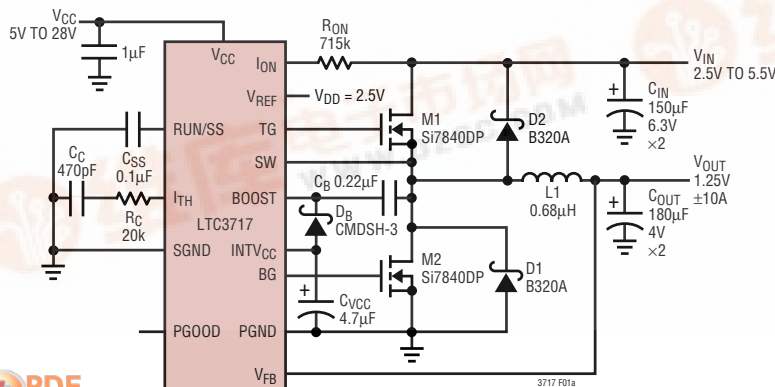 VCC
5V TO 28V
1µF
VCC
ION
RON
715k
VIN
2.5V TO 5.5V
CIN
150µF
6.3V
×2
VREF
VDD = 2.5V
RUN/SS
TG
M1
Si7840DP
D2
B320A
CSS
0.1µF
SW
CC
470pF
ITH
RC
20k
BOOST
CB 0.22µF
L1
0.68µH
VOUT
1.25V
±10A
COUT
180µF
4V
×2
LTC3717
DB
CMDSH-3
SGND
INTVCC
BG
M2
Si7840DP
D1
B320A
CVCC
4.7µF
PGOOD
PGND
VFB
3717 F01a
PDF